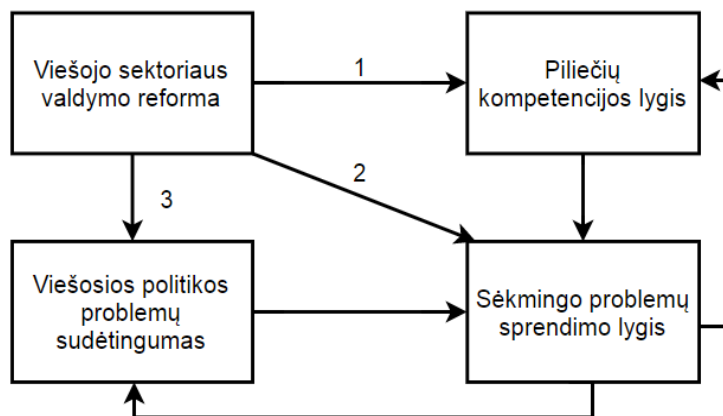 Viešojo sektoriaus
valdymo reforma
1
Piliečių
kompetencijos lygis
2
3
Viešosios politikos
problemų
sudėtingumas
Sėkmingo problemų
sprendimo lygis